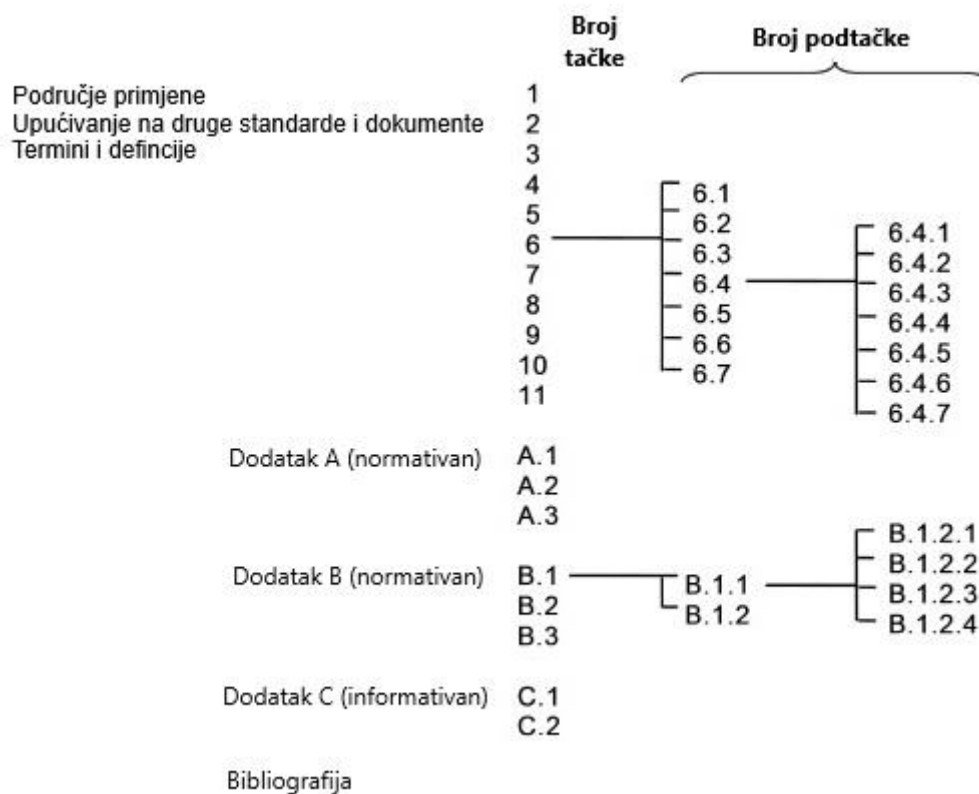 Broj
tačke
Broj podtačke
Područje primjene
Upućivanje na druge standarde i dokumente
Termini i defincije
1
2
3
4
5
6
7
8
9
10
11
6.1
6.2
6.3
6.4
6.5
6.6
6.7
6.4.1
6.4.2
6.4.3
6.4.4
6.4.5
6.4.6
6.4.7
Dodatak A (normativan)
A.1
A.2
A.3
Dodatak B (normativan)
B.1
B.2
B.3
B.1.1
B.1.2
B.1.2.1
B.1.2.2
B.1.2.3
B.1.2.4
Dodatak C (informativan)
C.1
C.2
Bibliografija